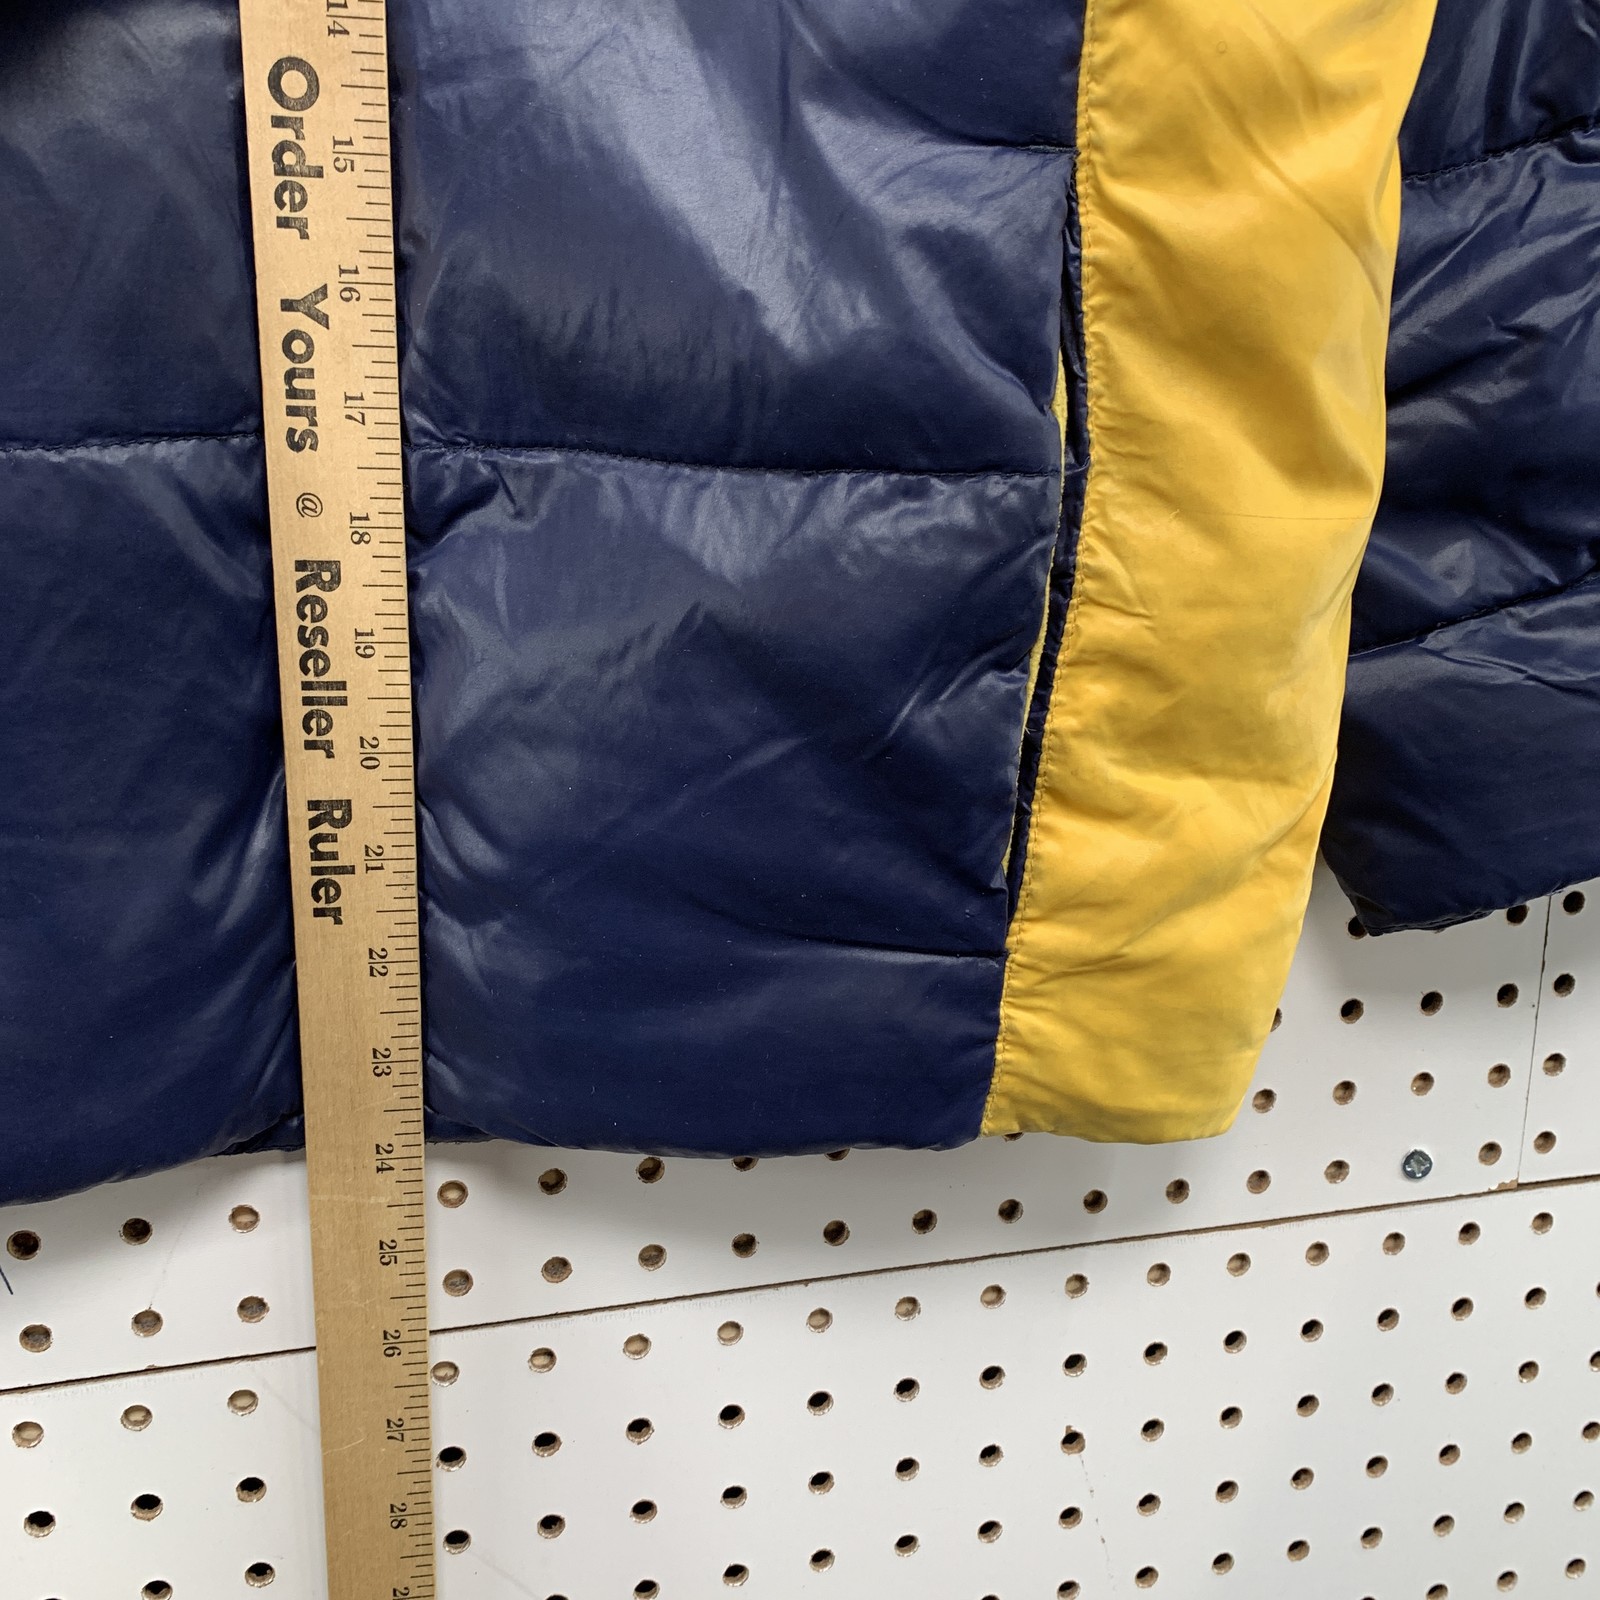 Order Yours @ Reseller Ruler
14 15 16 17 18 19 20 21 22 23 24 25 26 27 28